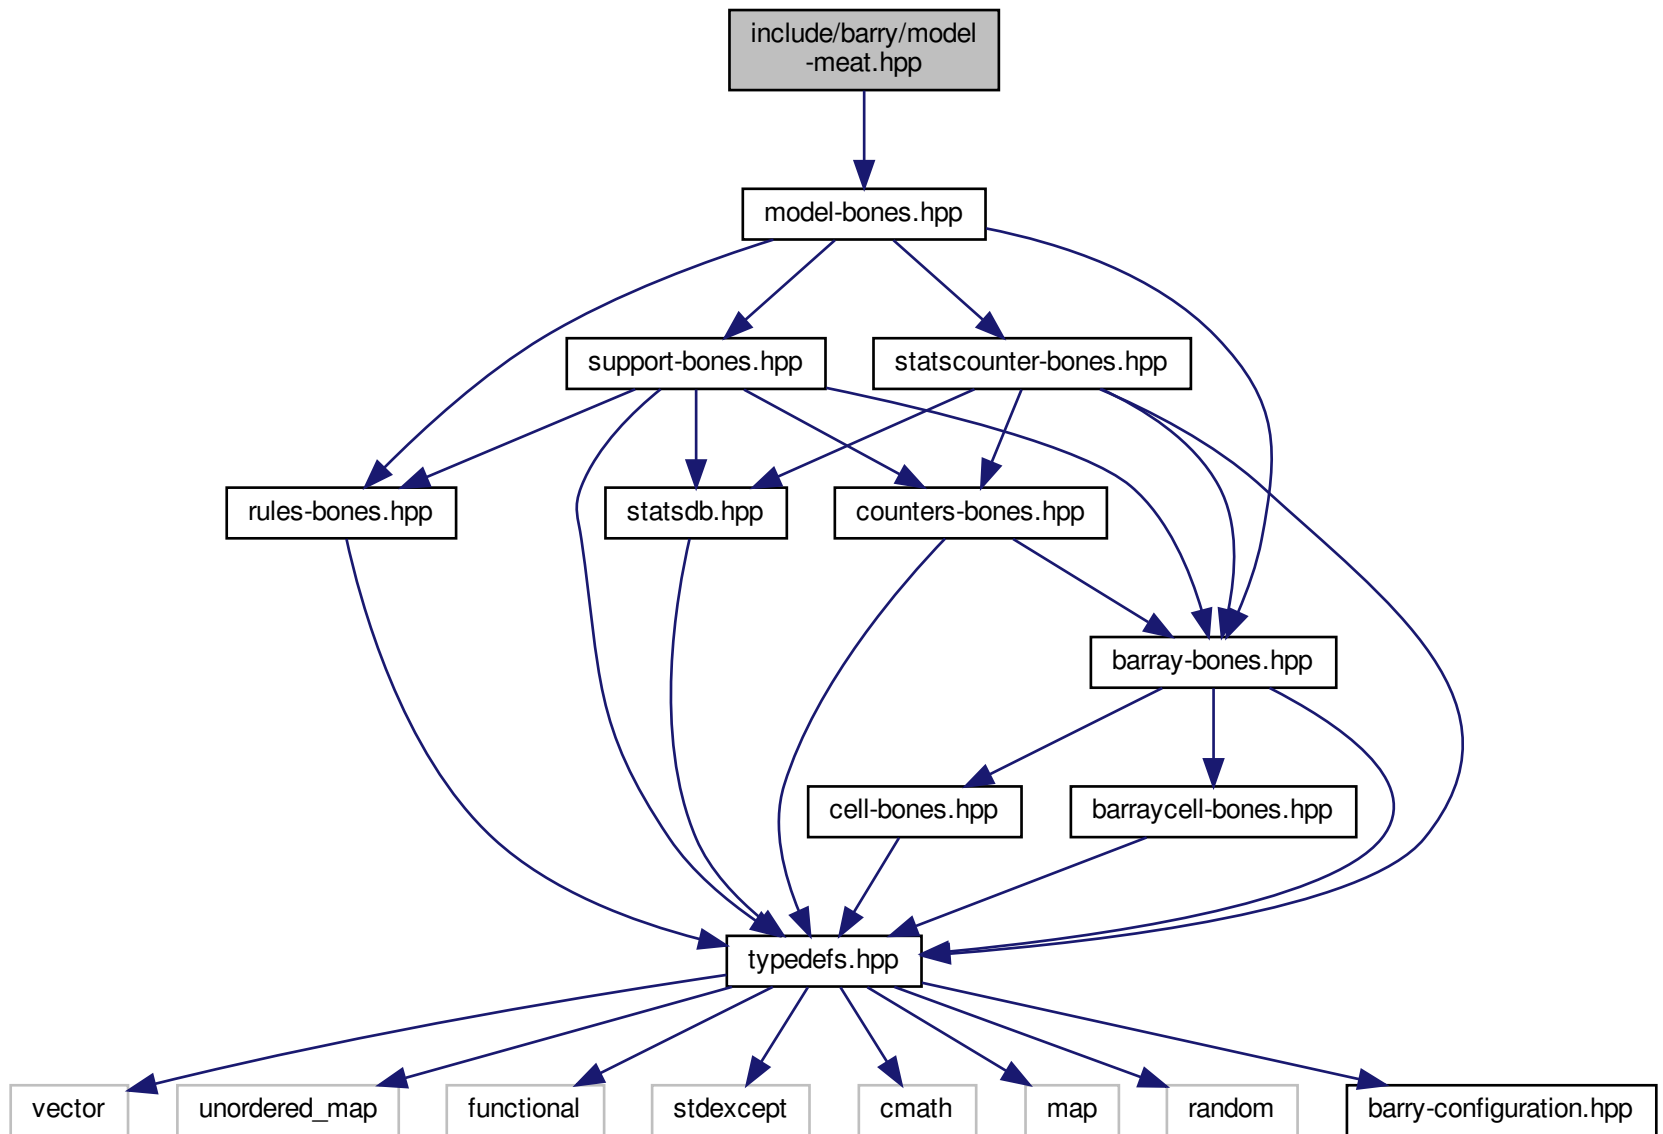 include/barry/model
-meat.hpp
model-bones.hpp
support-bones.hpp
statscounter-bones.hpp
rules-bones.hpp
statsdb.hpp
counters-bones.hpp
barray-bones.hpp
cell-bones.hpp
barraycell-bones.hpp
typedefs.hpp
vector
unordered_map
functional
stdexcept
cmath
map
random
barry-configuration.hpp